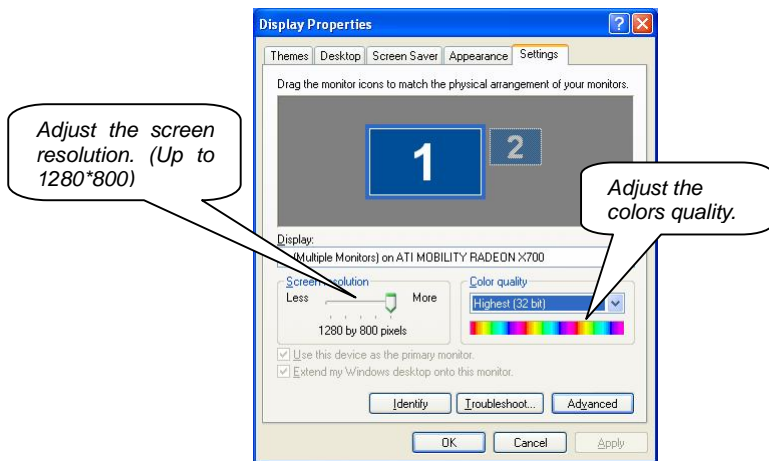 Display Properties
Themes Desktop Screen Saver Appearance Settings
Drag the monitor icons to match the physical arrangement of your monitors.
1 2
Adjust the screen
resolution. (Up to
1280*800)
Adjust the
colors quality.
Display:
(Multiple Monitors) on ATI MOBILITY RADEON X700
Screen resolution
Less More
1280 by 800 pixels
Color quality
Highest (32 bit)
Use this device as the primary monitor.
Extend my Windows desktop onto this monitor.
Identify Troubleshoot... Advanced
OK Cancel Apply